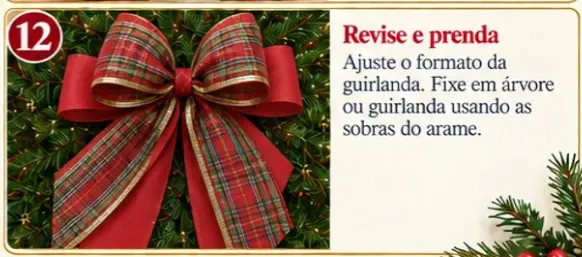 12
Revise e prenda
Ajuste o formato da
guirlanda. Fixe em árvore
ou guirlanda usando as
sobras do arame.